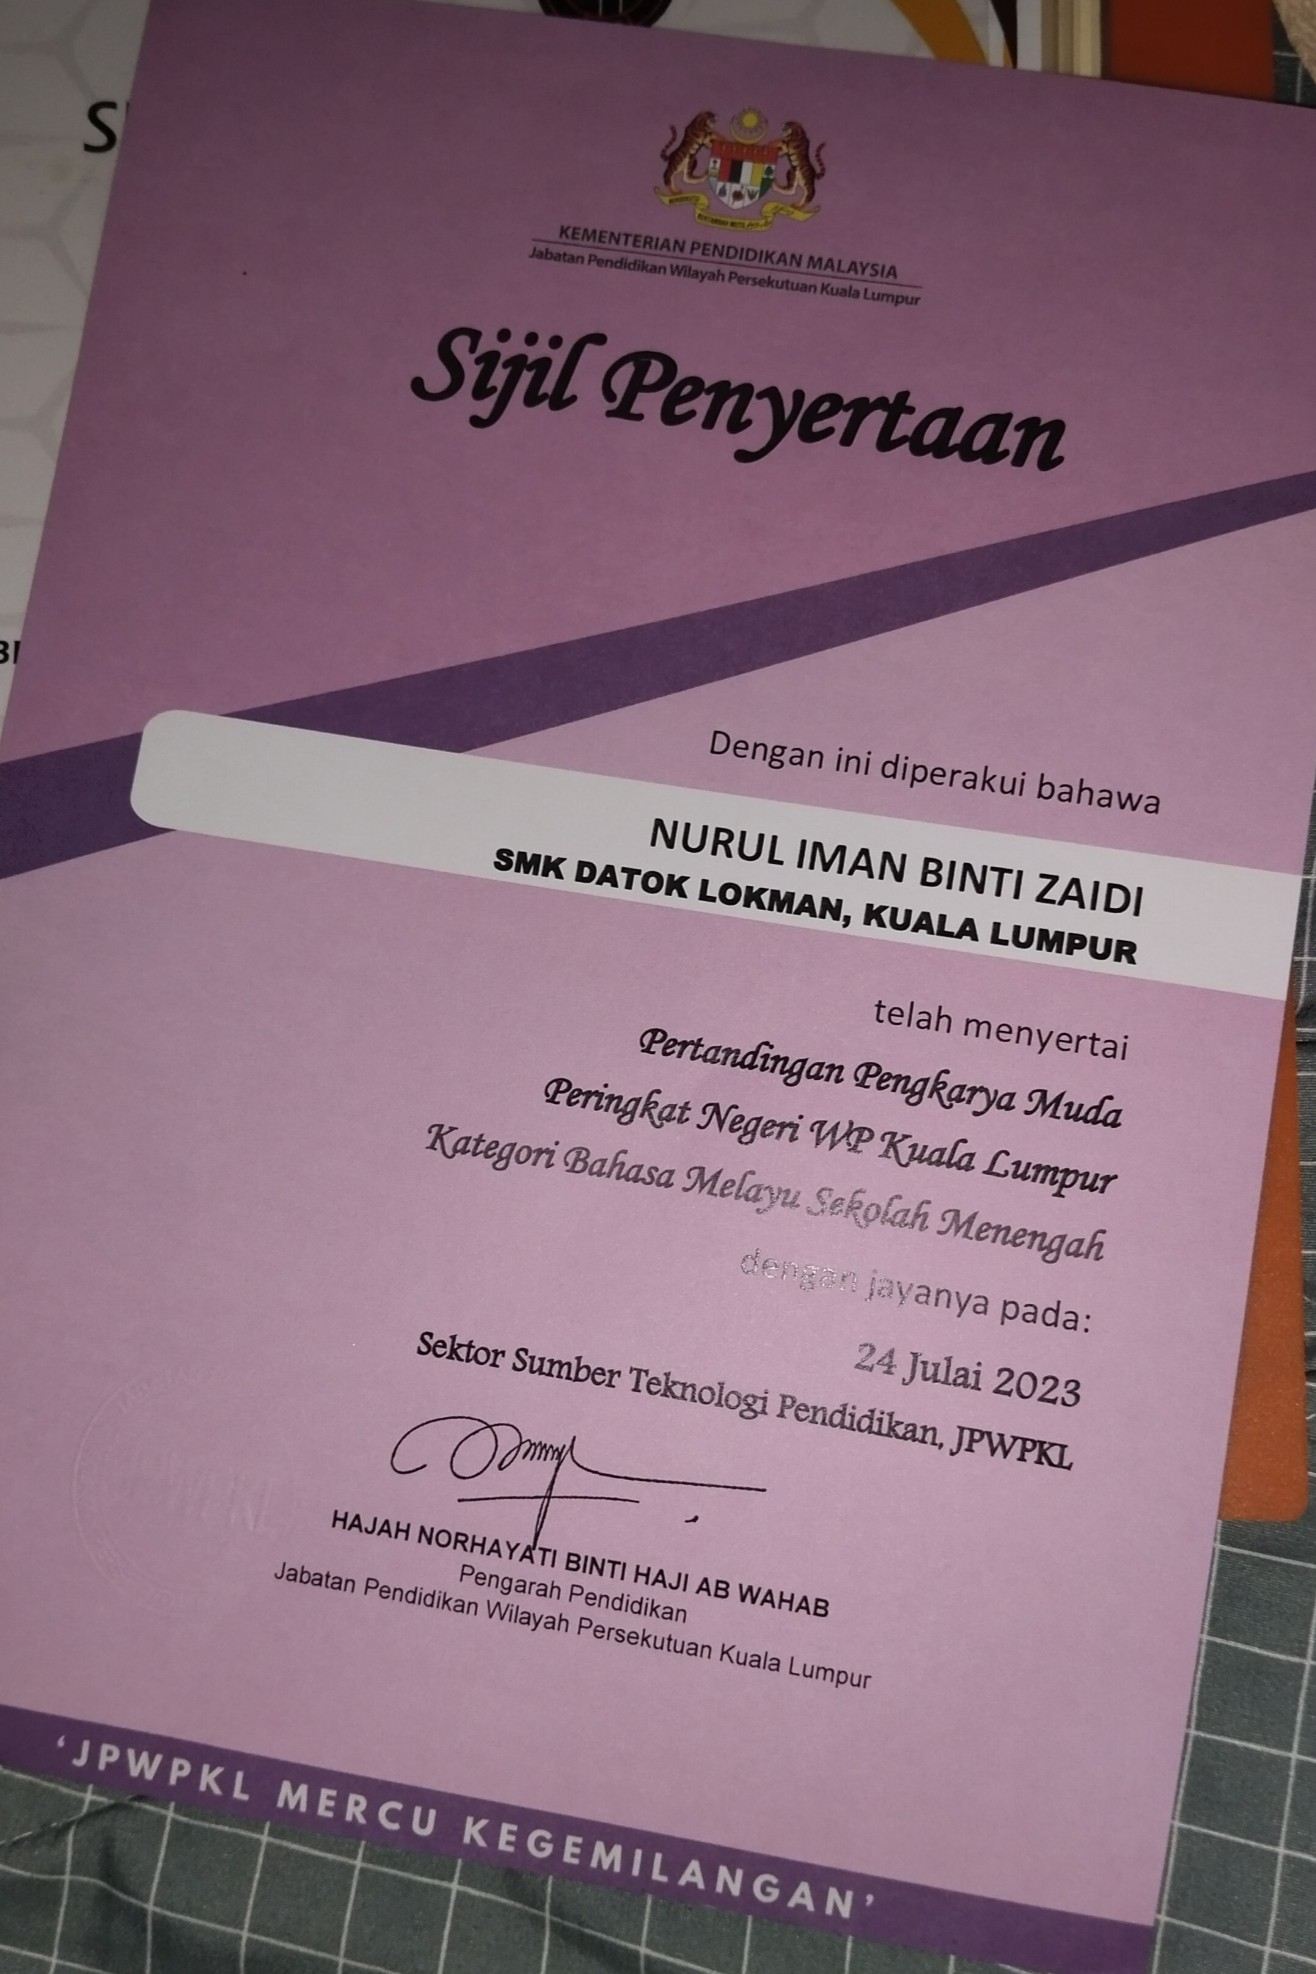 KEMENTERIAN PENDIDIKAN MALAYSIA
Jabatan Pendidikan Wilayah Persekutuan Kuala Lumpur
Sijil Penyertaan
Dengan ini diperakui bahawa
NURUL IMAN BINTI ZAIDI
SMK DATOK LOKMAN, KUALA LUMPUR
telah menyertai
Pertandingan Pengkarya Muda
Peringkat Negeri WP Kuala Lumpur
Kategori Bahasa Melayu Sekolah Menengah
dengan jayanya pada:
24 Julai 2023
Sektor Sumber Teknologi Pendidikan, JPWPKL
HAJAH NORHAYATI BINTI HAJI AB WAHAB
Pengarah Pendidikan
Jabatan Pendidikan Wilayah Persekutuan Kuala Lumpur
‘JPWPKL MERCU KEGEMILANGAN’